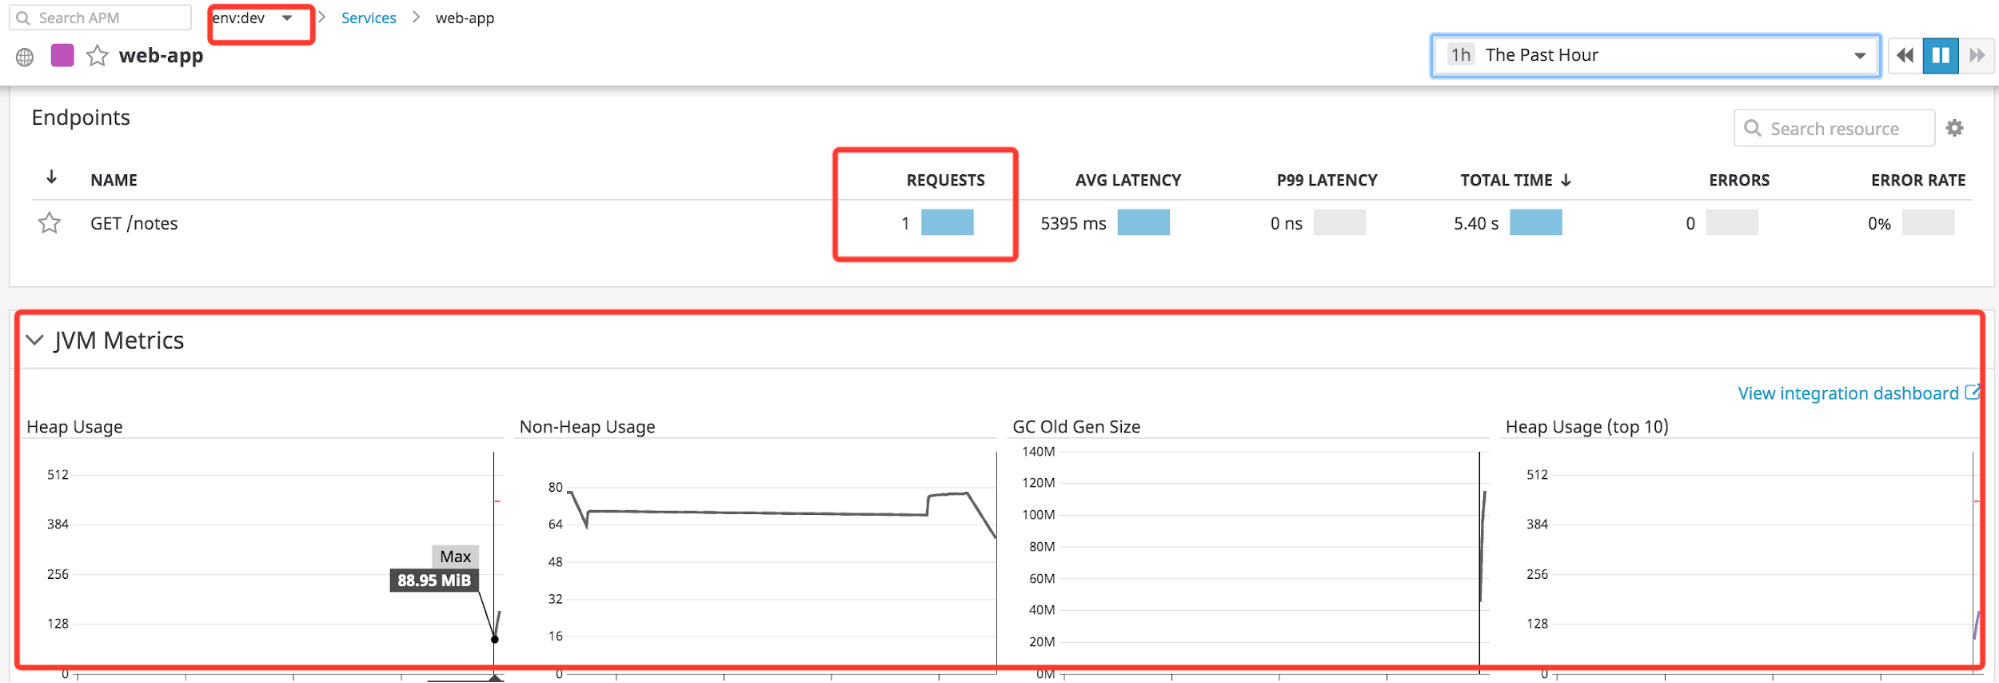 Search APM env:dev > Services > web-app
web-app 1h The Past Hour
Endpoints Search resource
NAME REQUESTS AVG LATENCY P99 LATENCY TOTAL TIME ERRORS ERROR RATE
GET /notes 1 5395 ms 0 ns 5.40 s 0 0%
JVM Metrics
View integration dashboard
Heap Usage
512
384
256
128
0
Max
88.95 MiB
Non-Heap Usage
80
64
48
32
16
0
GC Old Gen Size
140M
120M
100M
80M
60M
40M
20M
0M
Heap Usage (top 10)
512
384
256
128
0